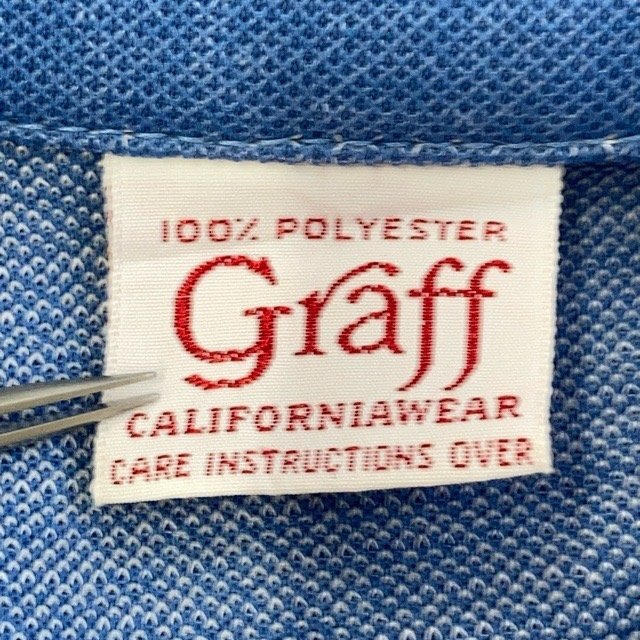 100% POLYESTER
Graff
CALIFORNIAWEAR
CARE INSTRUCTIONS OVER